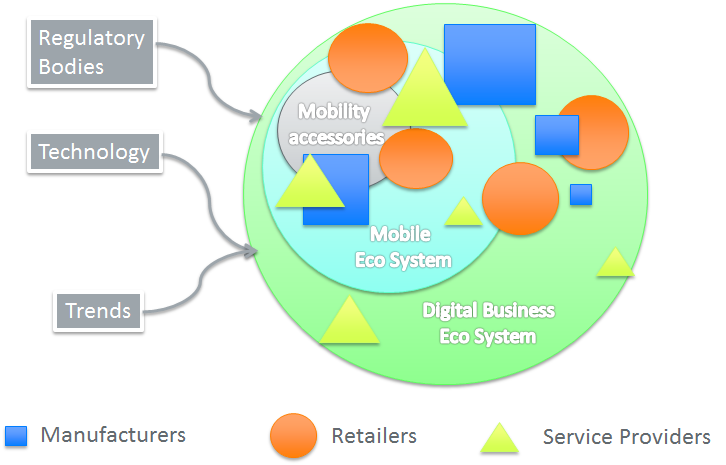 Regulatory
Bodies
Technology
Trends
Mobility
accessories
Mobile
Eco System
Digital Business
Eco System
Manufacturers
Retailers
Service Providers